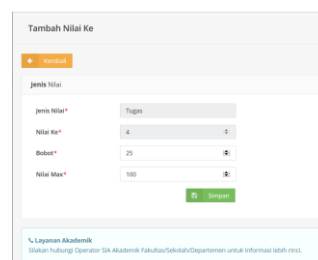 Tambah Nilai Ke
Kembali
Jenis Nilai
Jenis Nilai* Tugas
Nilai Ke* 4
Bobot* 25
Nilai Max* 100
Simpan
Layanan Akademik
Silakan hubungi Operator SIA Akademik Fakultas/Sekolah/Departemen untuk informasi lebih rinci.